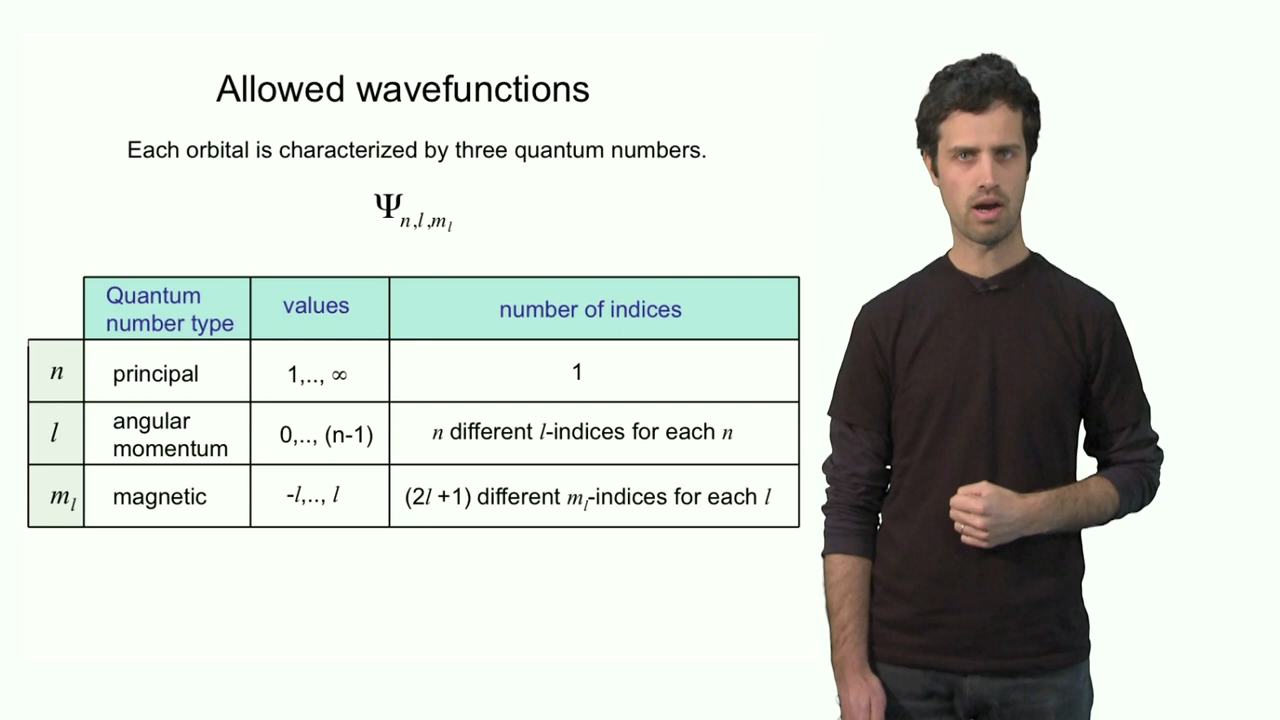 Allowed wavefunctions
Each orbital is characterized by three quantum numbers.
Ψn,l,ml
Quantum
number type
values
number of indices
n
principal
1,.., ∞
1
l
angular
momentum
0,.., (n-1)
n different l-indices for each n
ml
magnetic
-l,.., l
(2l +1) different ml-indices for each l